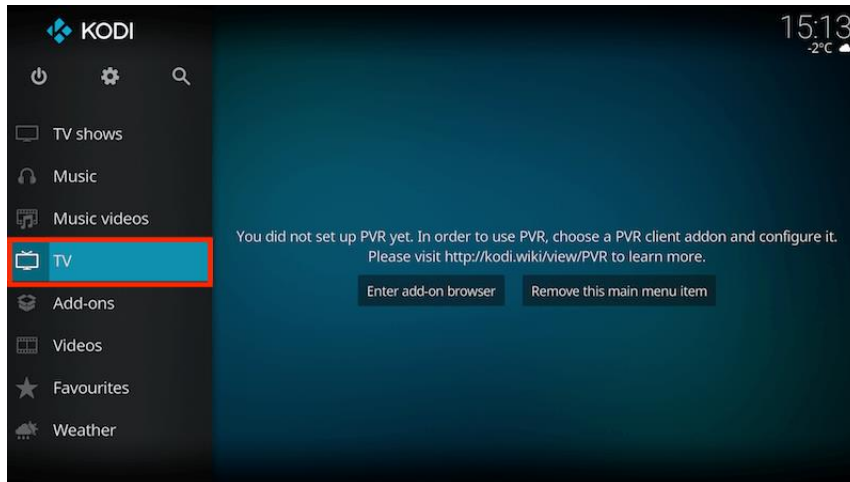 KODI
15:13
-2°C
TV shows
Music
Music videos
TV
Add-ons
Videos
Favourites
Weather
You did not set up PVR yet. In order to use PVR, choose a PVR client addon and configure it.
Please visit http://kodi.wiki/view/PVR to learn more.
Enter add-on browser
Remove this main menu item